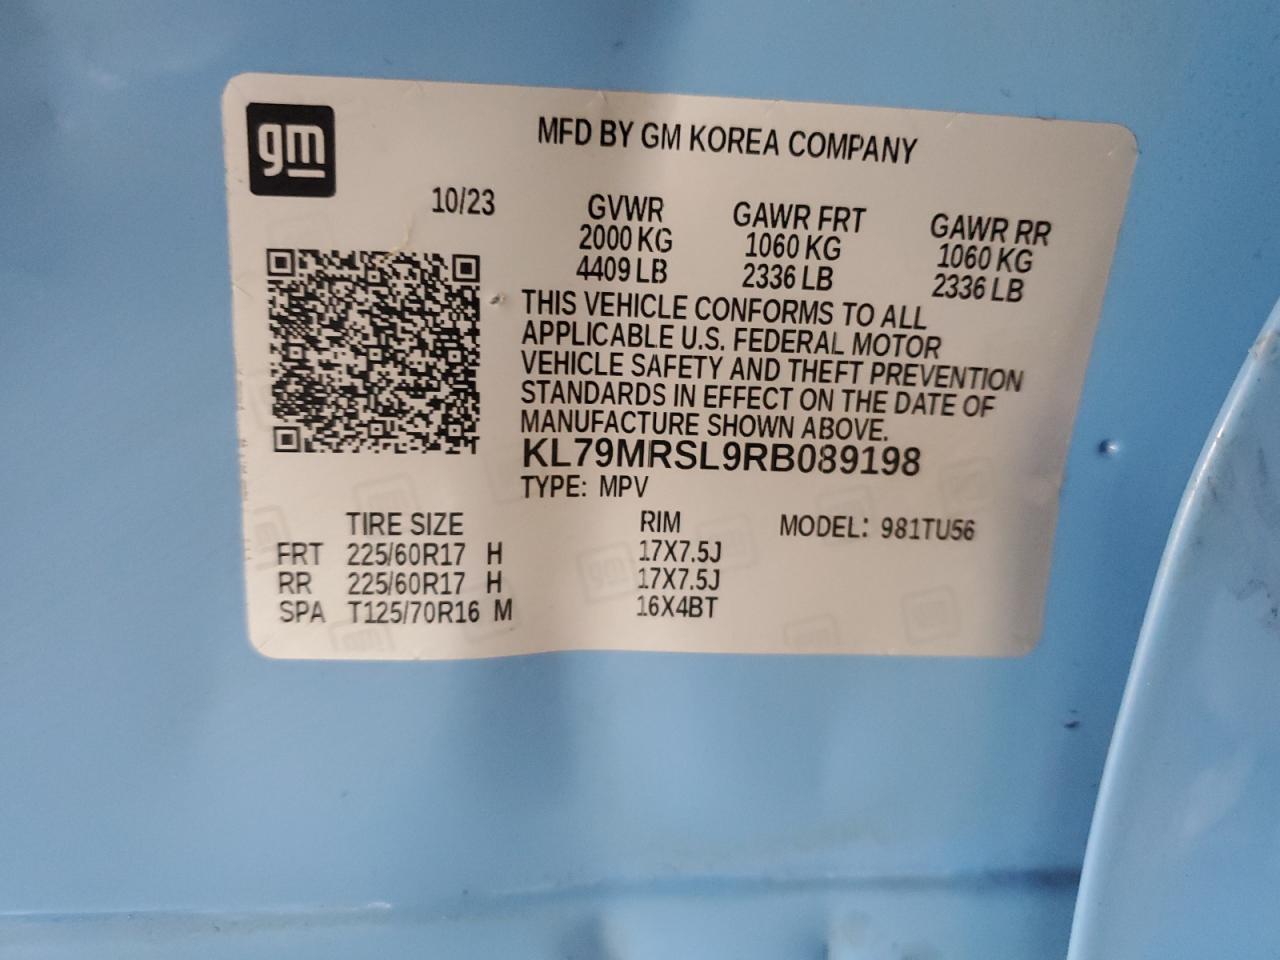 gm
MFD BY GM KOREA COMPANY
10/23
GVWR GAWR FRT GAWR RR
2000 KG 1060 KG 1060 KG
4409 LB 2336 LB 2336 LB
THIS VEHICLE CONFORMS TO ALL
APPLICABLE U.S. FEDERAL MOTOR
VEHICLE SAFETY AND THEFT PREVENTION
STANDARDS IN EFFECT ON THE DATE OF
MANUFACTURE SHOWN ABOVE.
KL79MRSL9RB089198
TYPE: MPV
TIRE SIZE RIM MODEL: 981TU56
FRT 225/60R17 H 17X7.5J
RR 225/60R17 H 17X7.5J
SPA T125/70R16 M 16X4BT